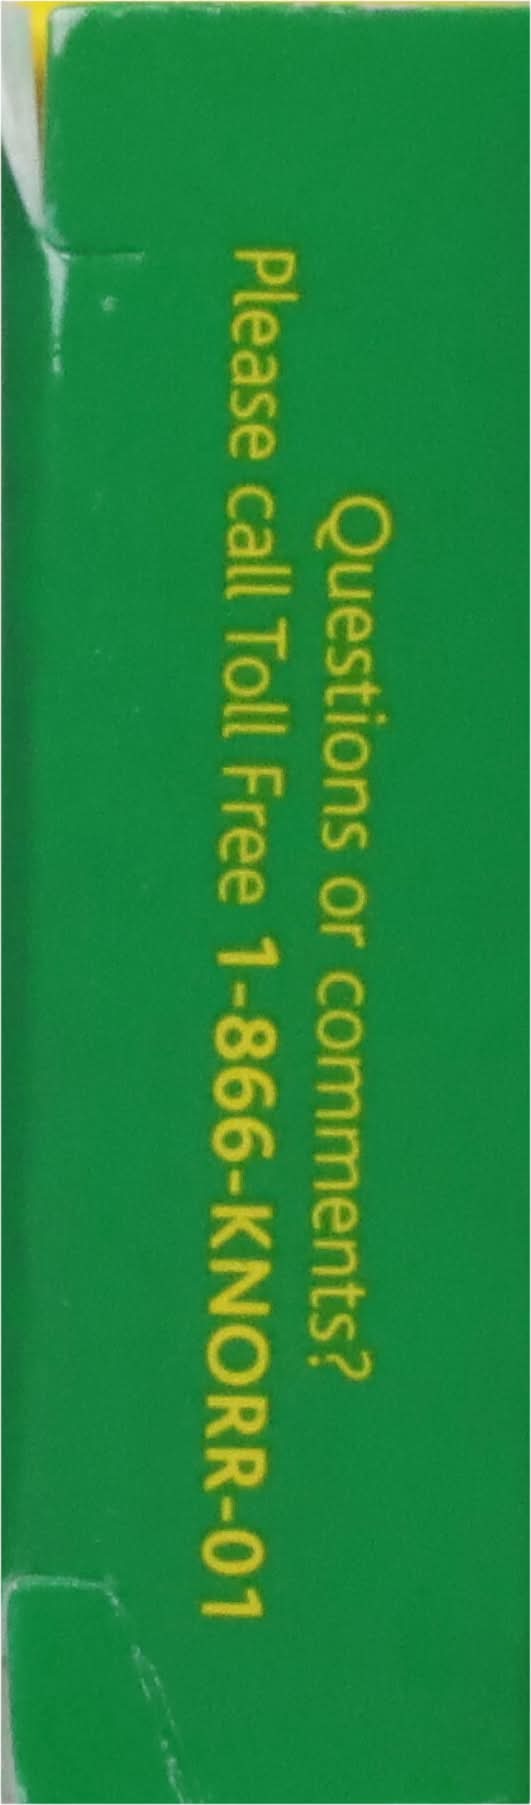 Questions or comments?
Please call Toll Free 1-866-KNORR-01